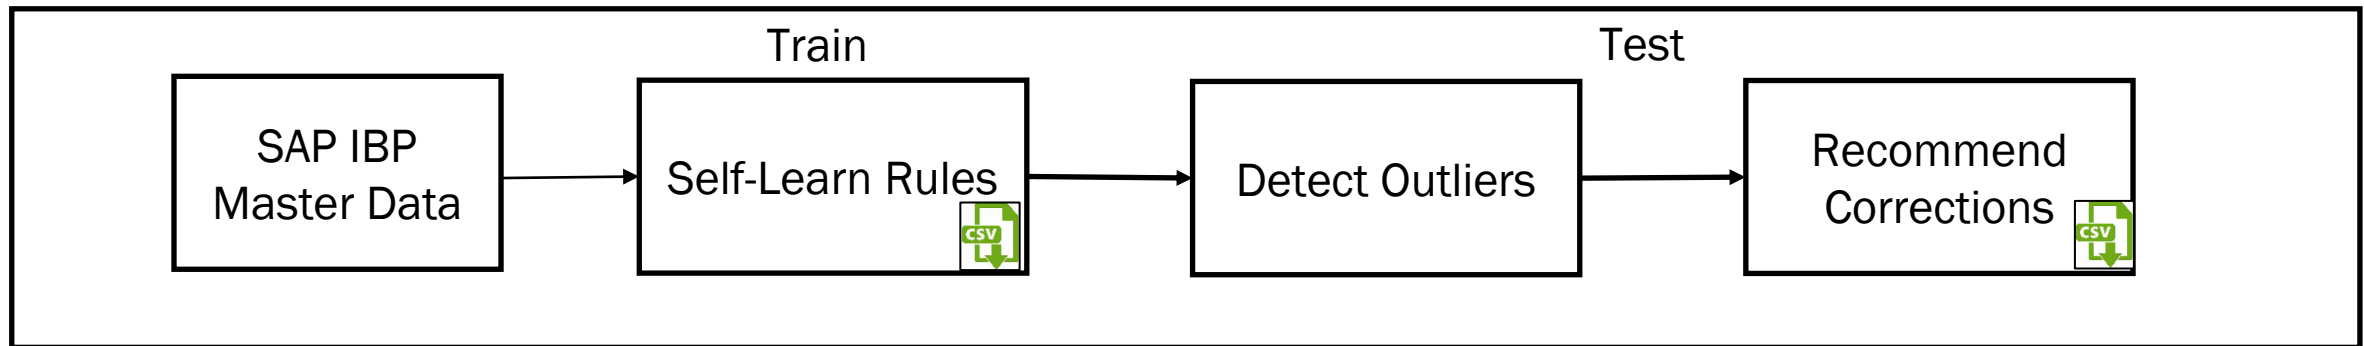 Train
Test
SAP IBP
Master Data
Self-Learn Rules
CSV
Detect Outliers
Recommend
Corrections
CSV